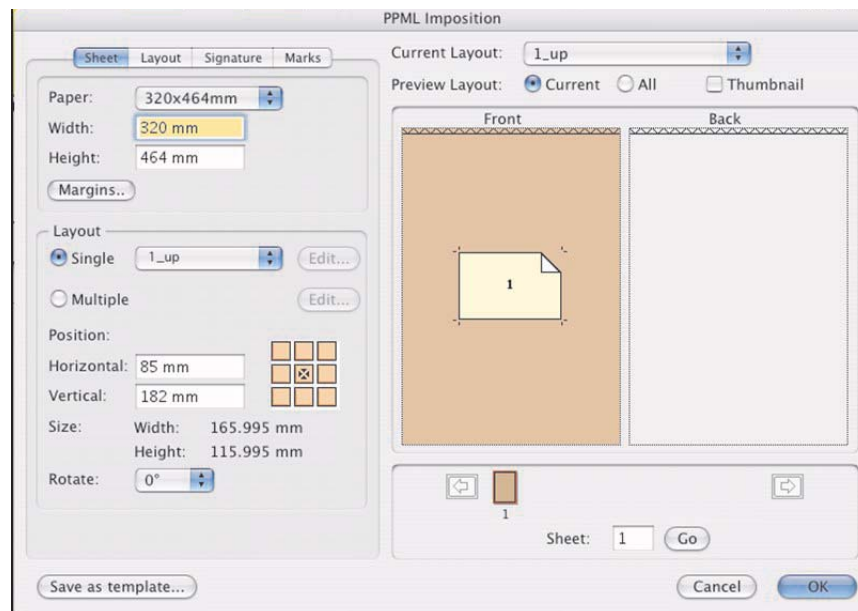 PPML Imposition
Sheet Layout Signature Marks
Paper: 320x464mm
Width: 320 mm
Height: 464 mm
Margins..
Layout
Single 1_up Edit...
Multiple Edit...
Position:
Horizontal: 85 mm
Vertical: 182 mm
Size: Width: 165.995 mm
Height: 115.995 mm
Rotate: 0°
Current Layout: 1_up
Preview Layout: Current All Thumbnail
Front Back
1
1
Sheet: 1 Go
Save as template... Cancel OK